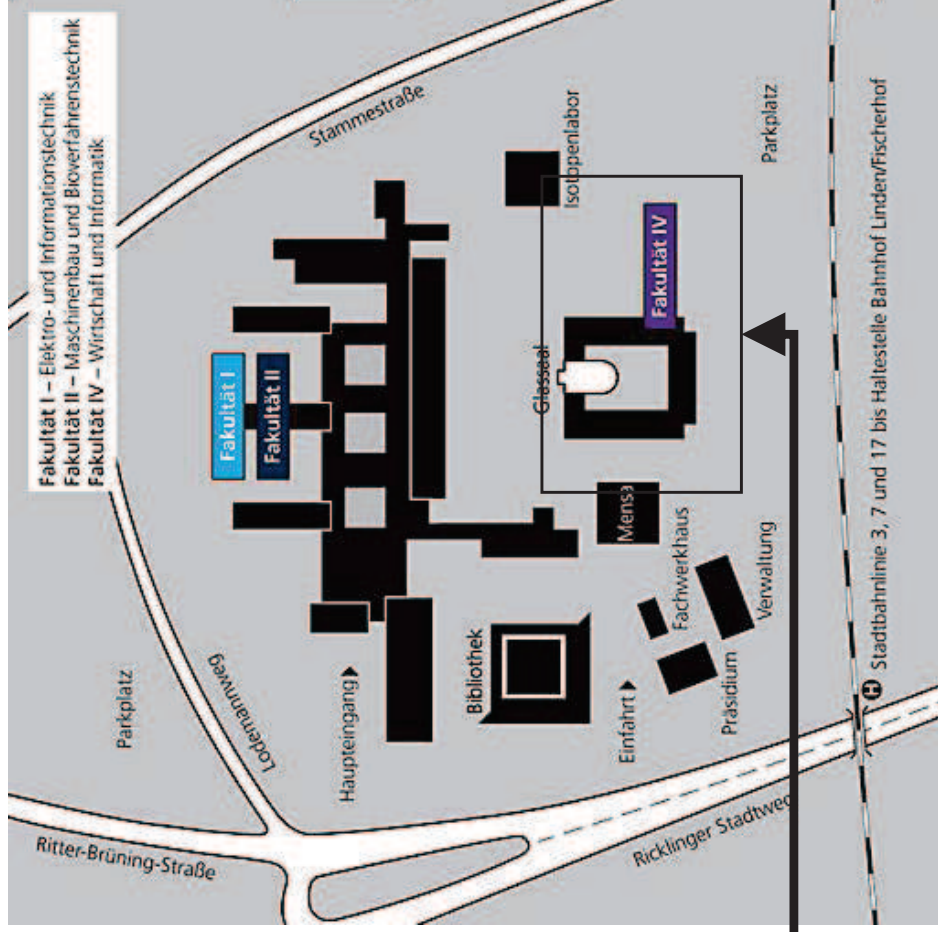 Fakultät I – Elektro- und Informationstechnik
Fakultät II – Maschinenbau und Bioverfahrenstechnik
Fakultät IV – Wirtschaft und Informatik
Stammestraße
Parkplatz
Isotopenlabor
Fakultät I
Fakultät II
Fakultät IV
Glassaal
Mensa
Fachwerkhaus
Verwaltung
Präsidium
Einfahrt
Bibliothek
Haupteingang
Lodemannweg
Parkplatz
Ritter-Brüning-Straße
Ricklinger Stadtweg
H Stadtbahnlinie 3, 7 und 17 bis Haltestelle Bahnhof Linden/Fischerhof